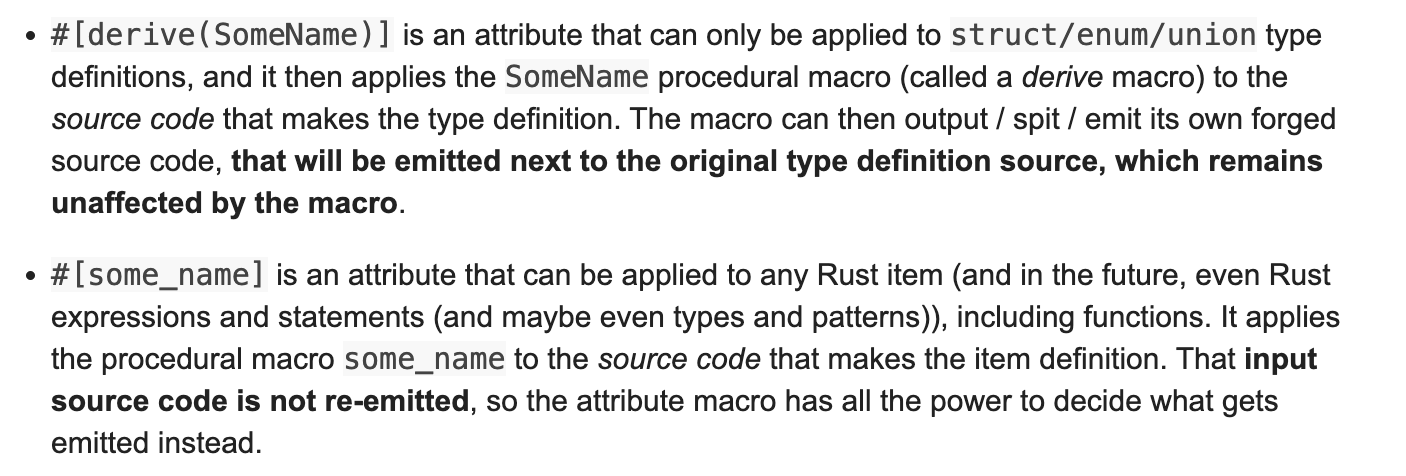 • #[derive(SomeName)] is an attribute that can only be applied to struct/enum/union type
definitions, and it then applies the SomeName procedural macro (called a derive macro) to the
source code that makes the type definition. The macro can then output / spit / emit its own forged
source code, that will be emitted next to the original type definition source, which remains
unaffected by the macro.
• #[some_name] is an attribute that can be applied to any Rust item (and in the future, even Rust
expressions and statements (and maybe even types and patterns)), including functions. It applies
the procedural macro some_name to the source code that makes the item definition. That input
source code is not re-emitted, so the attribute macro has all the power to decide what gets
emitted instead.